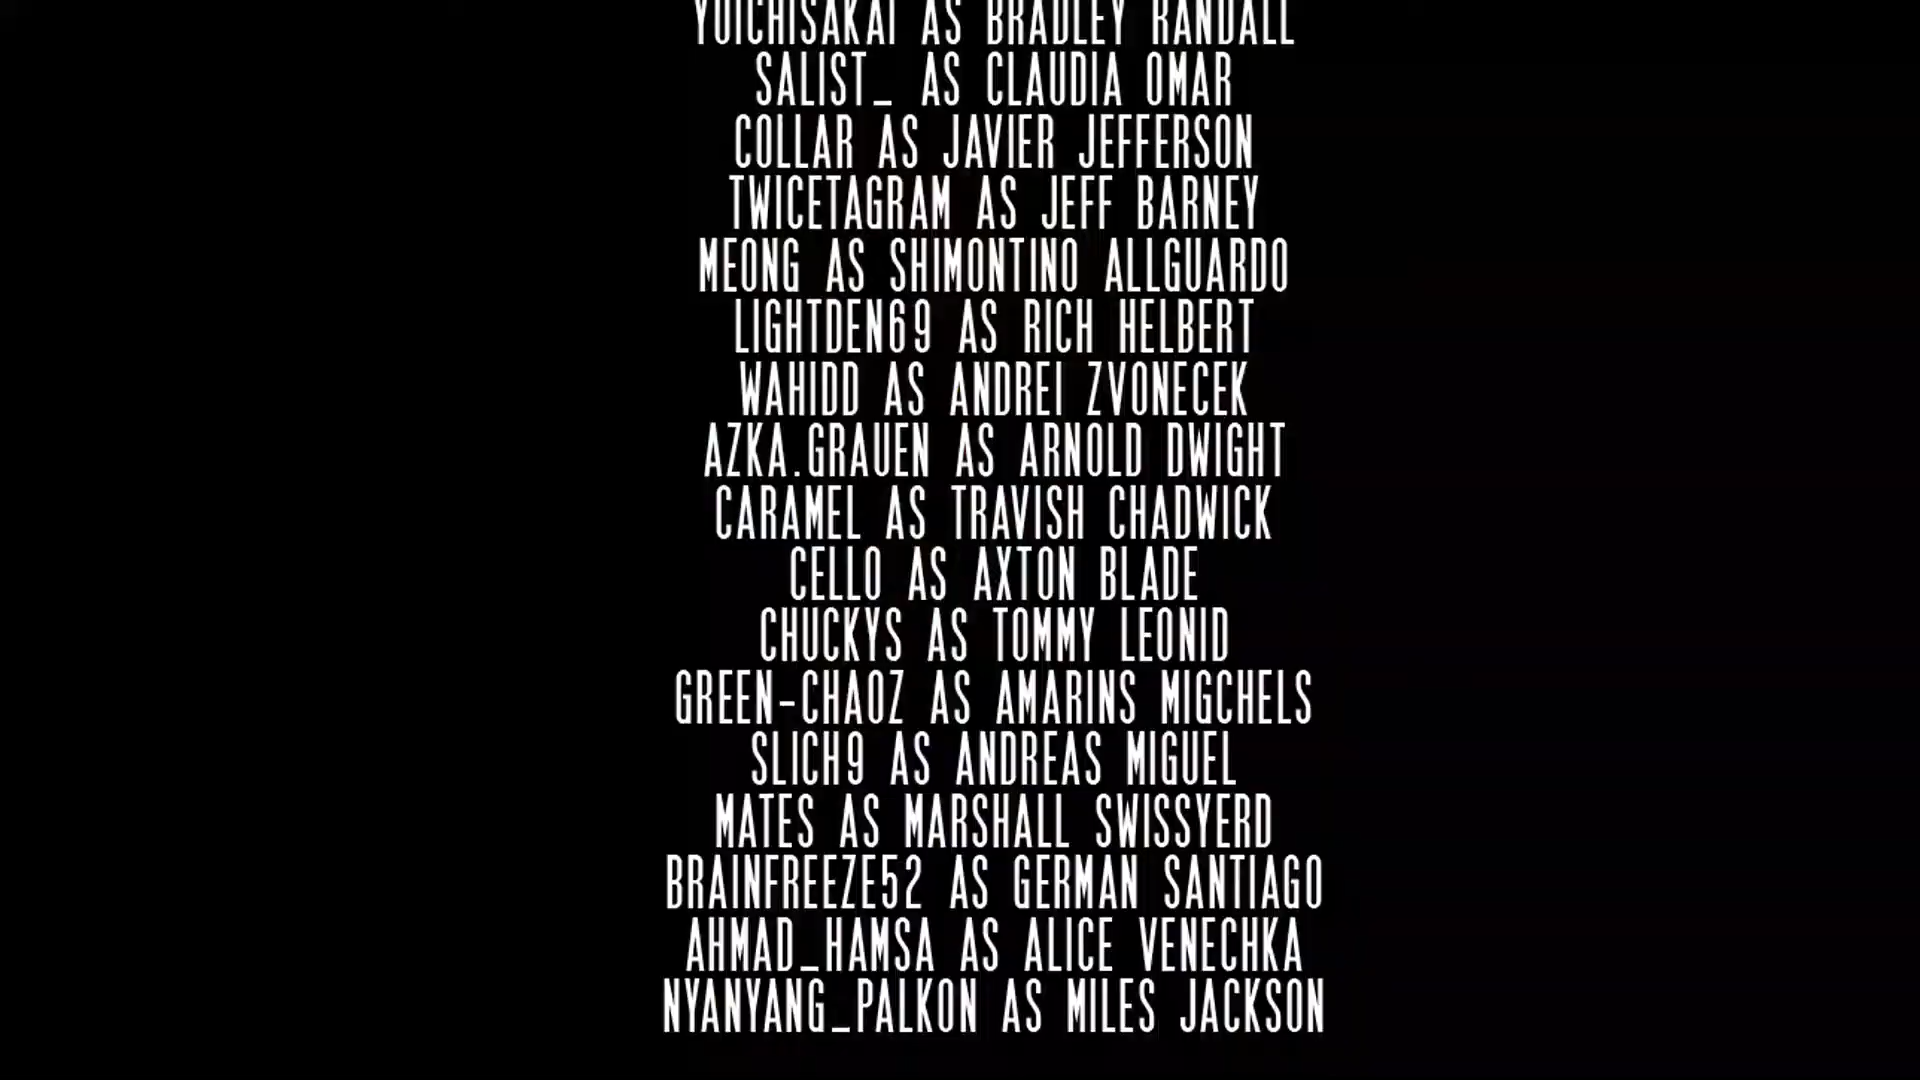 YUICHISAKAI AS BRADLEY RANDALL
SALIST_ AS CLAUDIA OMAR
COLLAR AS JAVIER JEFFERSON
TWICETAGRAM AS JEFF BARNEY
MEONG AS SHIMONTINO ALLGUARDO
LIGHTDEN69 AS RICH HELBERT
WAHIDD AS ANDREI ZVONECEK
AZKA.GRAUEN AS ARNOLD DWIGHT
CARAMEL AS TRAVISH CHADWICK
CELLO AS AXTON BLADE
CHUCKYS AS TOMMY LEONID
GREEN-CHAOZ AS AMARINS MIGCHELS
SLICH9 AS ANDREAS MIGUEL
MATES AS MARSHALL SWISSYERD
BRAINFREEZE52 AS GERMAN SANTIAGO
AHMAD_HAMSA AS ALICE VENECHKA
NYANYANG_PALKON AS MILES JACKSON